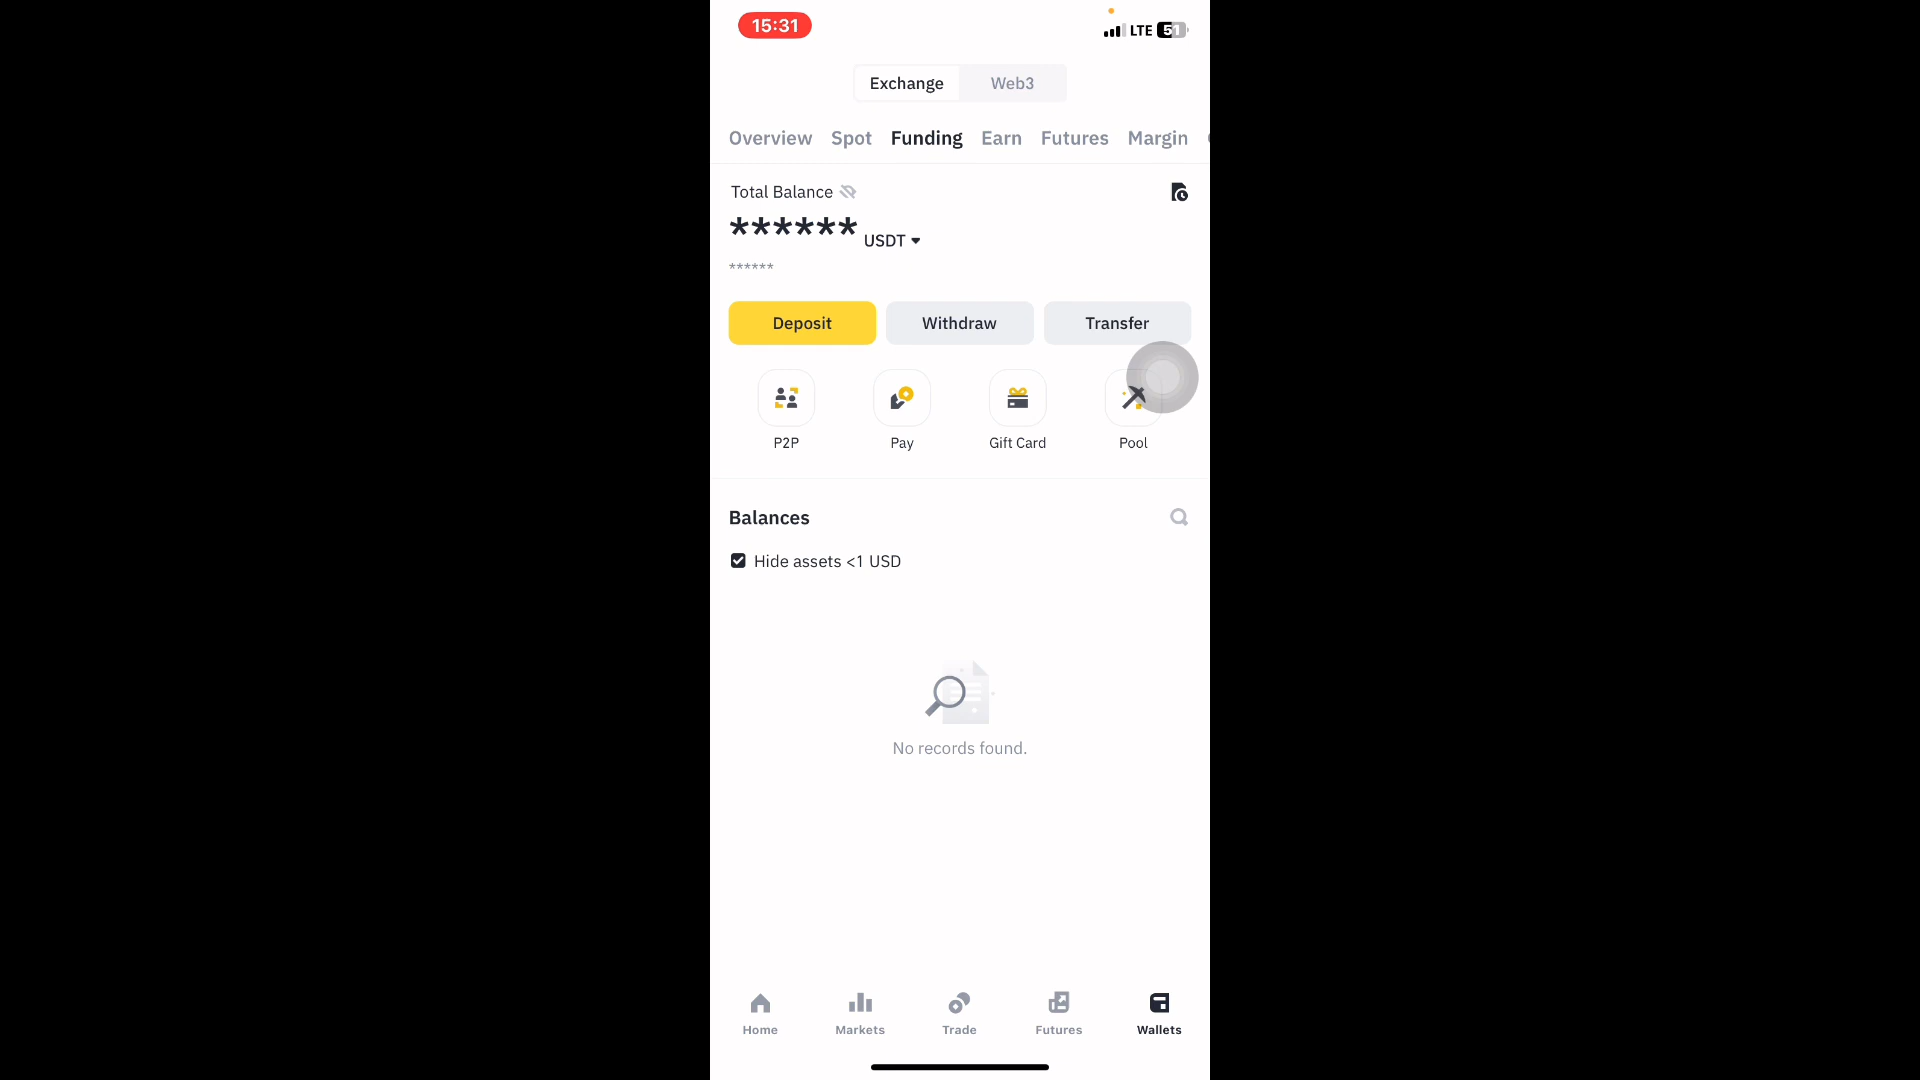 15:31
LTE 51
Exchange Web3
Overview Spot Funding Earn Futures Margin
Total Balance
****** USDT
******
Deposit Withdraw Transfer
P2P Pay Gift Card Pool
Balances
Hide assets <1 USD
No records found.
Home Markets Trade Futures Wallets